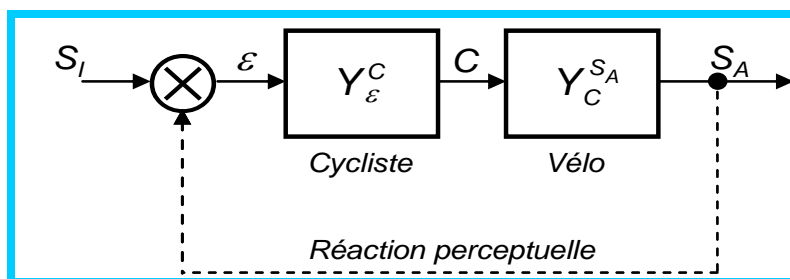 S_I ε Y_ε^C C Y_C^{S_A} S_A
Cycliste Vélo
Réaction perceptuelle